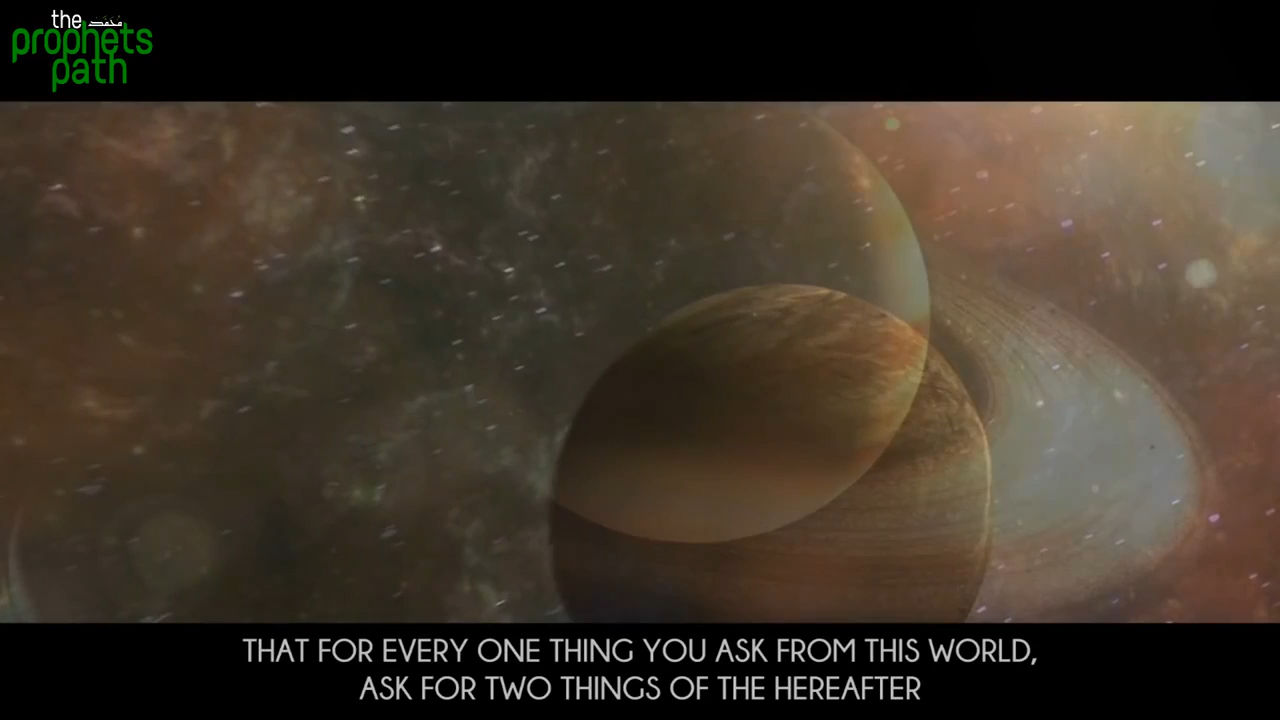 the محمد
prophets
path
THAT FOR EVERY ONE THING YOU ASK FROM THIS WORLD,
ASK FOR TWO THINGS OF THE HEREAFTER